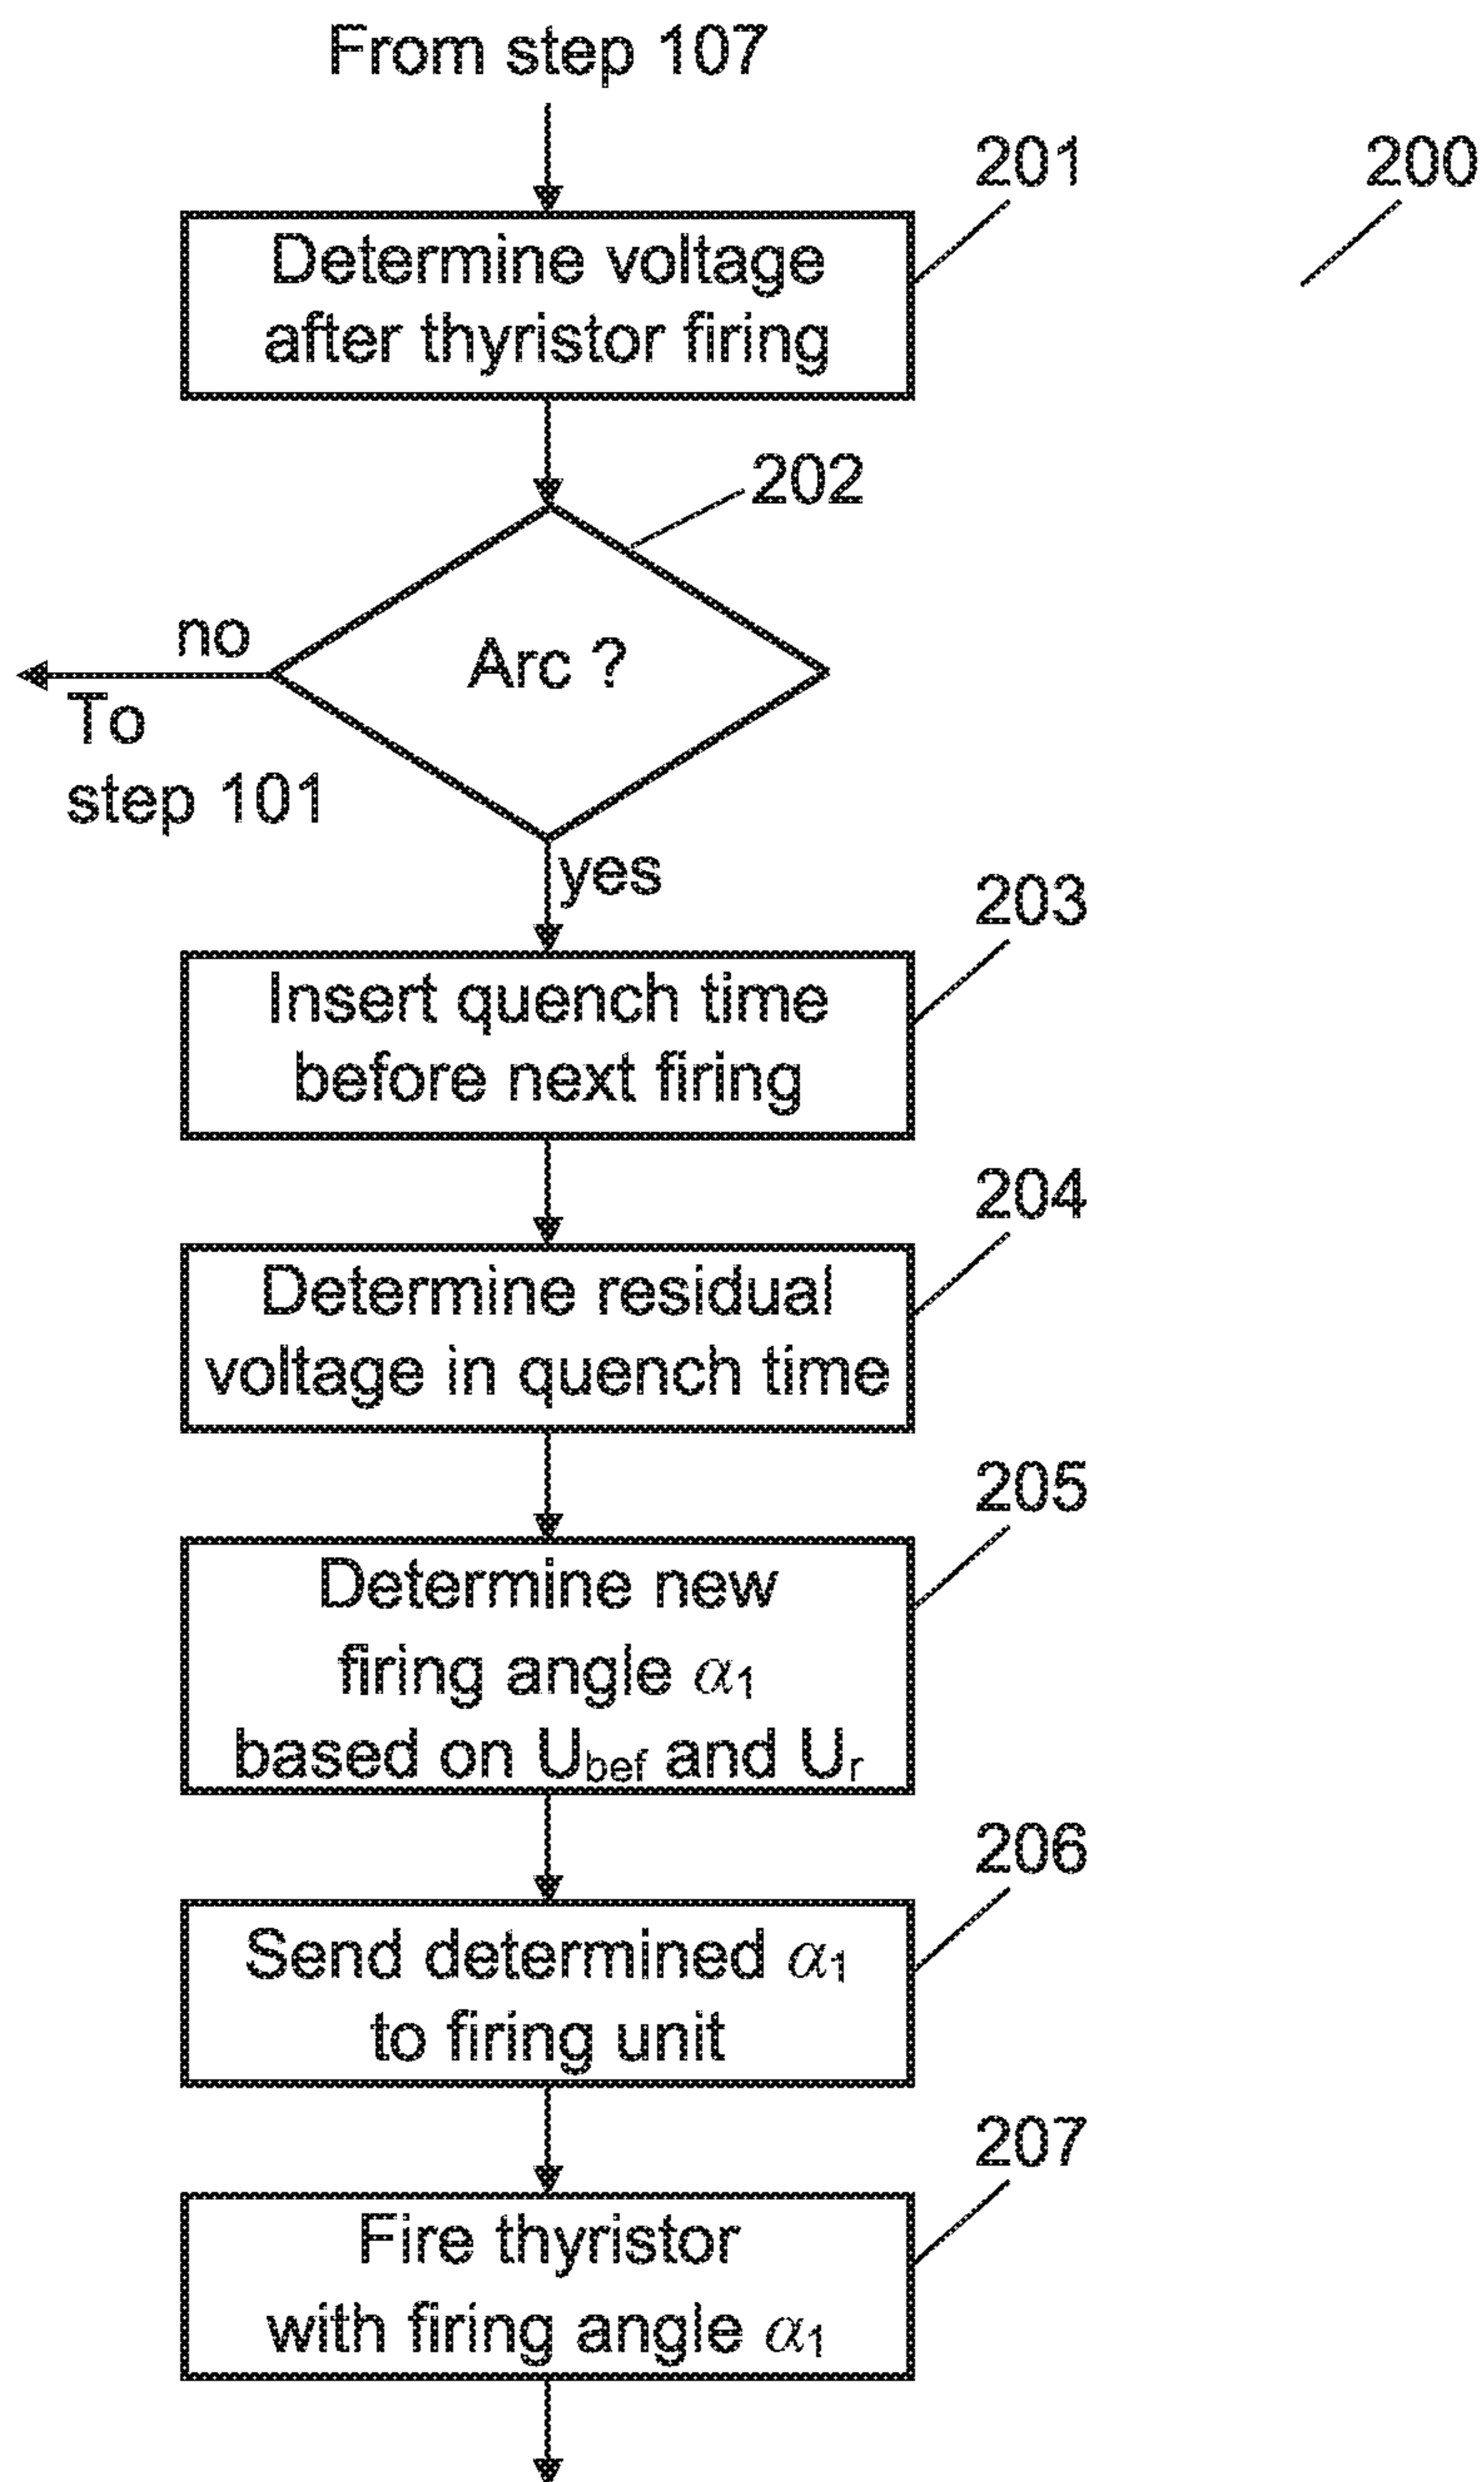 From step 107
201
200
Determine voltage
after thyristor firing
202
no
Arc ?
To
step 101
yes
203
Insert quench time
before next firing
204
Determine residual
voltage in quench time
205
Determine new
firing angle α1
based on Ubef and Ur
206
Send determined α1
to firing unit
207
Fire thyristor
with firing angle α1